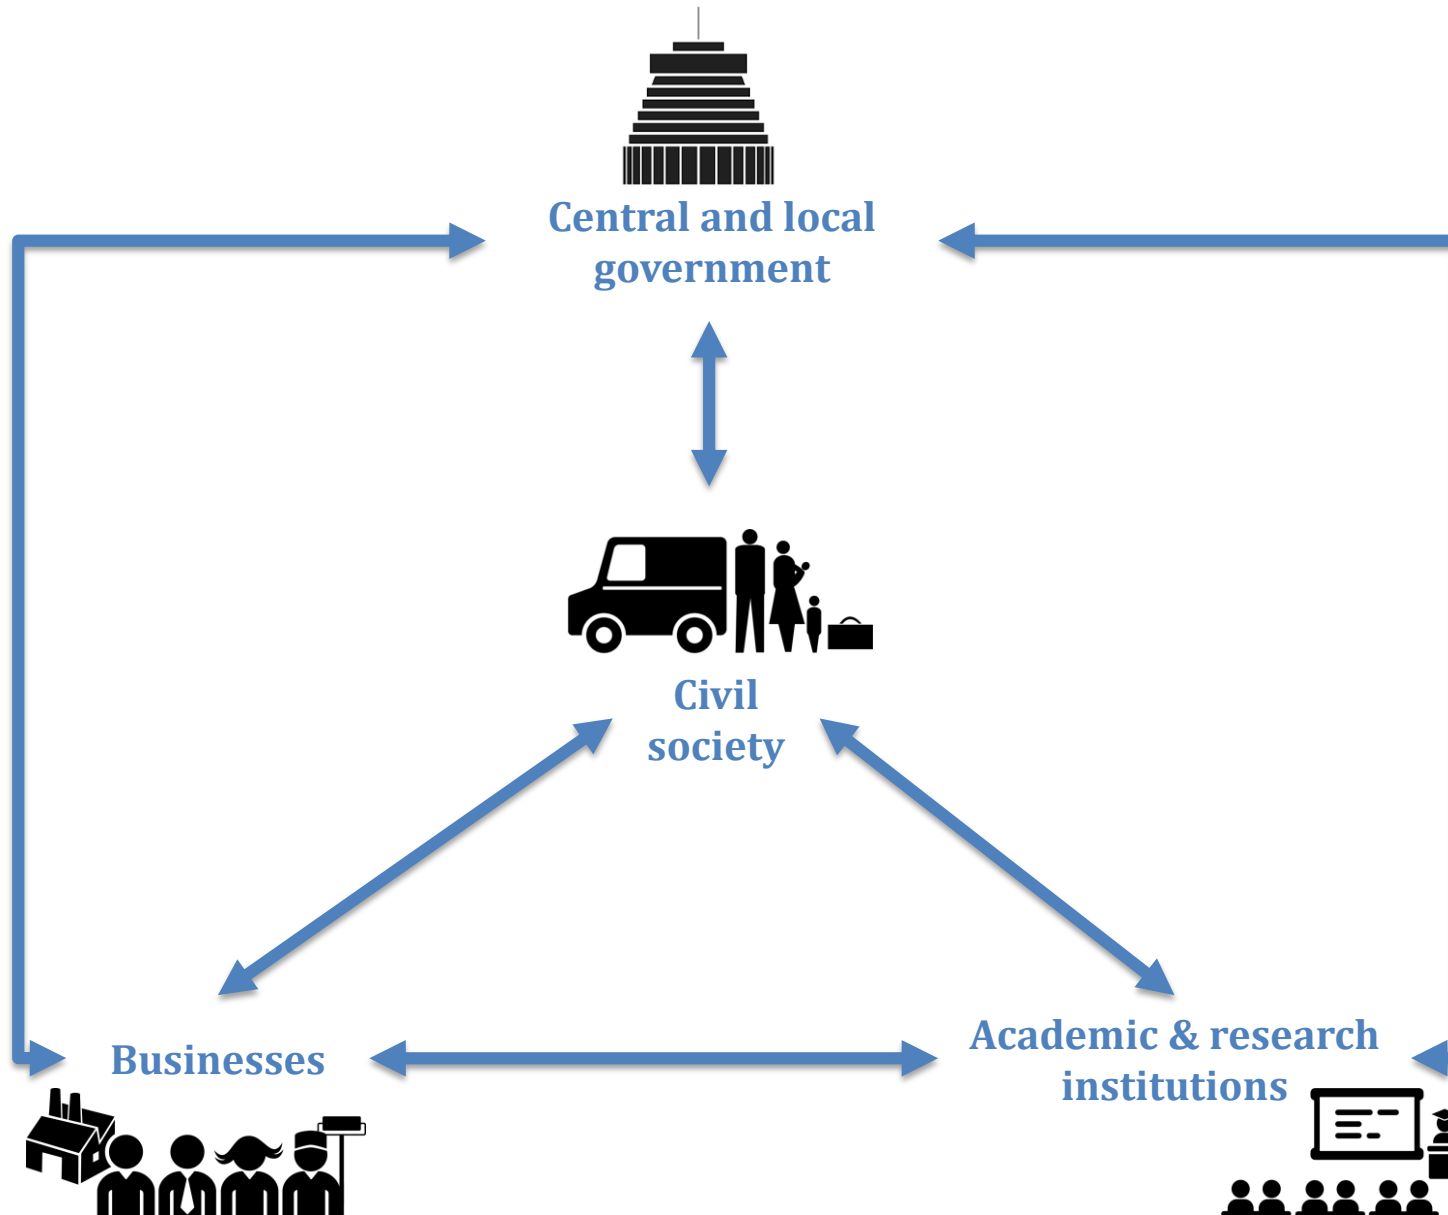 Central and local
government
Civil
society
Businesses
Academic & research
institutions